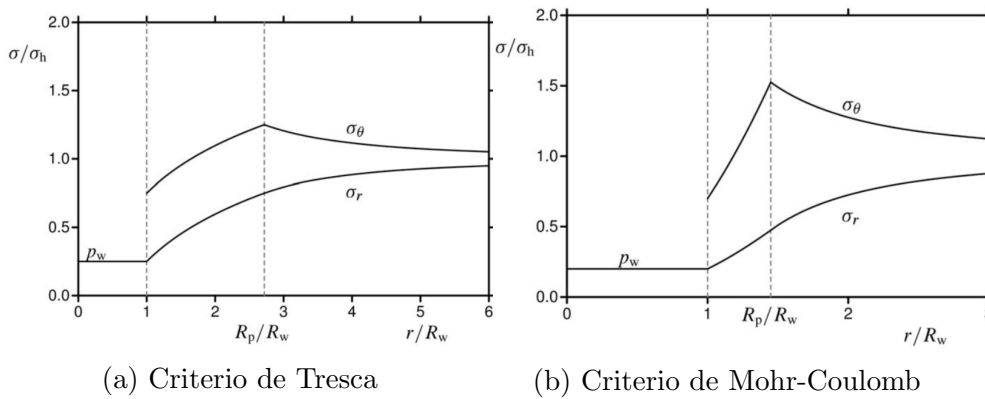 2.0
σ/σh
1.5
1.0
0.5
0.0
σθ
σr
pw
0 1 2 3 4 5 6
Rp/Rw r/Rw
(a) Criterio de Tresca
2.0
σ/σh
1.5
1.0
0.5
0.0
σθ
σr
pw
0 1 2 3
Rp/Rw r/Rw
(b) Criterio de Mohr-Coulomb